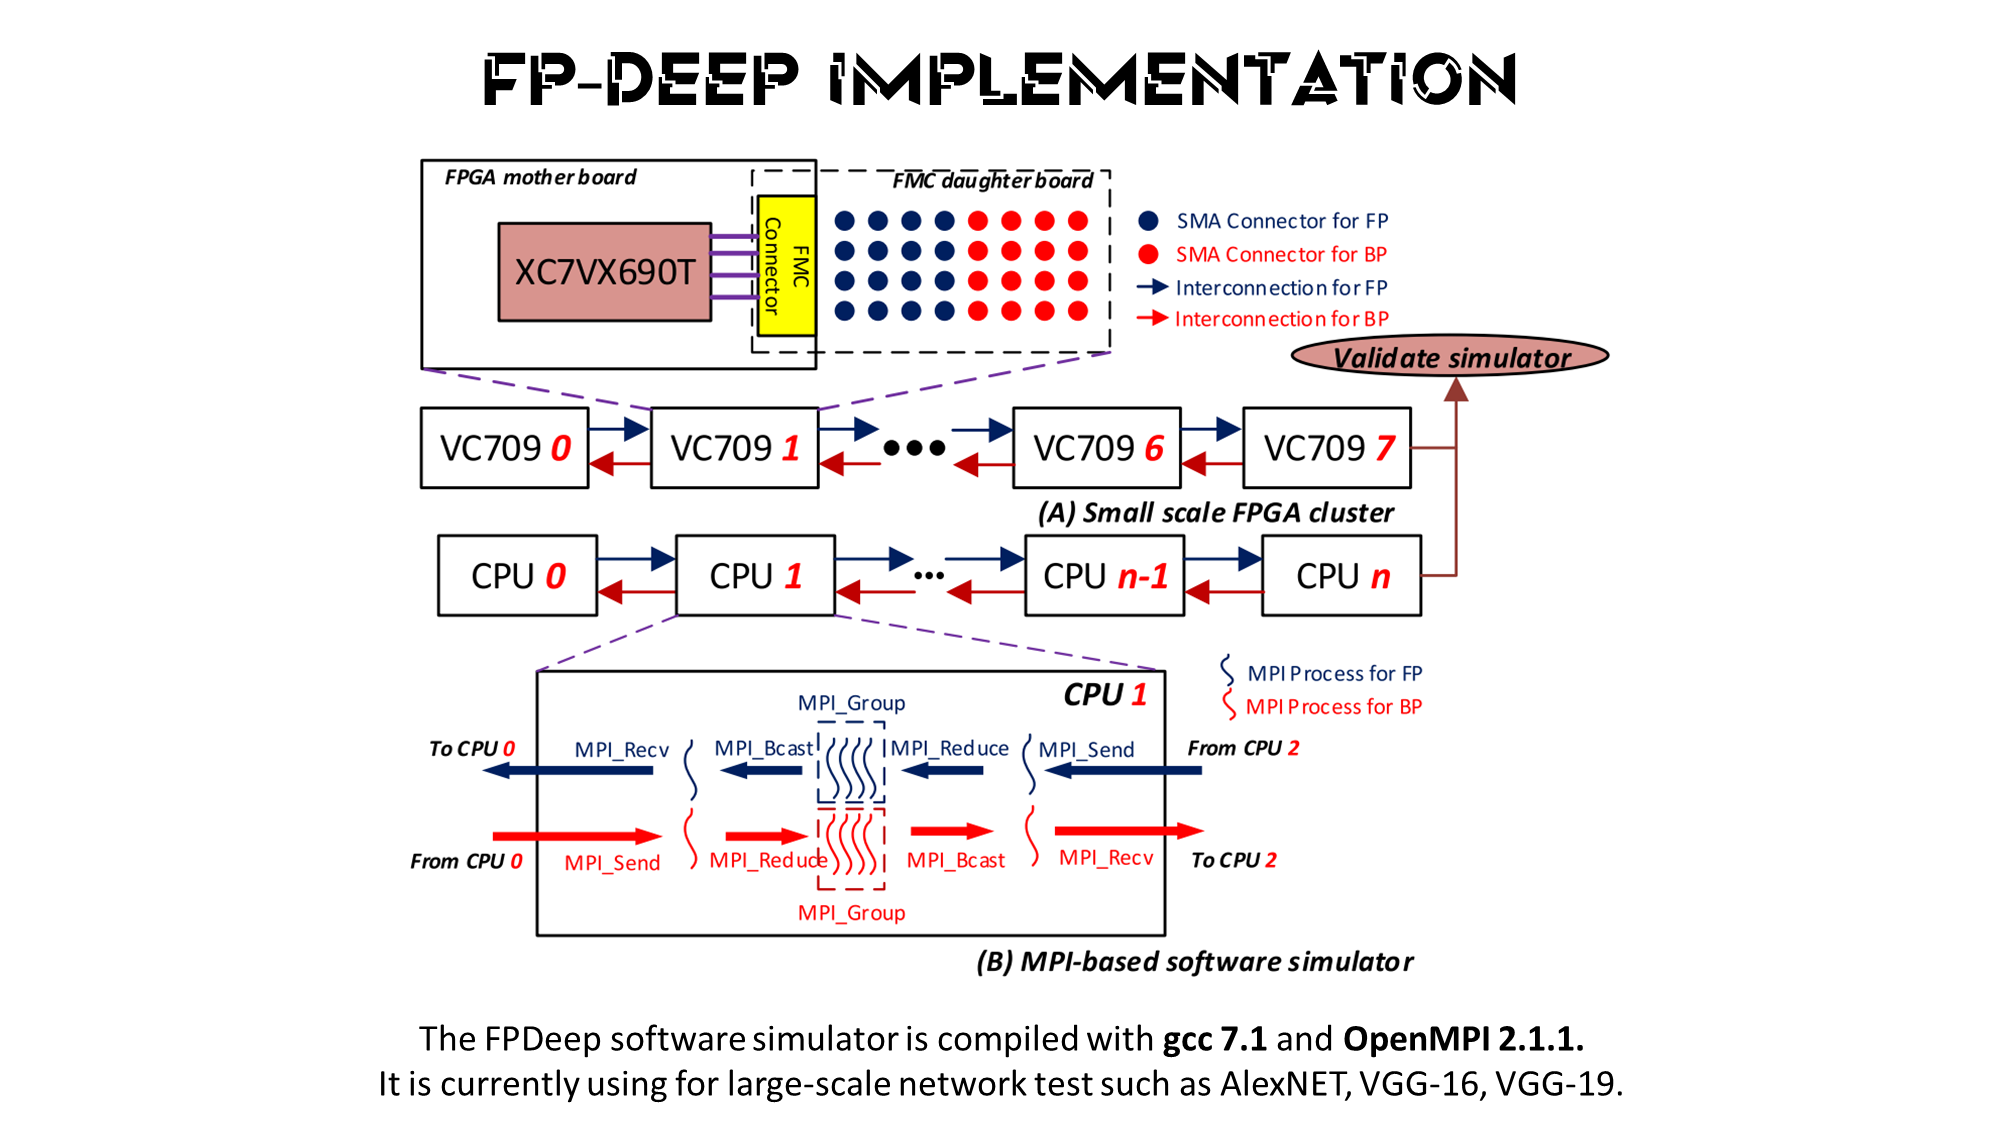 FP-DEEP IMPLEMENTATION
FPGA mother board
FMC daughter board
XC7VX690T
FMC
Connector
SMA Connector for FP
SMA Connector for BP
Interconnection for FP
Interconnection for BP
Validate simulator
VC709 0
VC709 1
VC709 6
VC709 7
(A) Small scale FPGA cluster
CPU 0
CPU 1
CPU n-1
CPU n
CPU 1
MPI Process for FP
MPI Process for BP
MPI_Group
To CPU 0
MPI_Recv
MPI_Bcast
MPI_Reduce
MPI_Send
From CPU 2
From CPU 0
MPI_Send
MPI_Reduce
MPI_Bcast
MPI_Recv
To CPU 2
MPI_Group
(B) MPI-based software simulator
The FPDeep software simulator is compiled with gcc 7.1 and OpenMPI 2.1.1.
It is currently using for large-scale network test such as AlexNET, VGG-16, VGG-19.